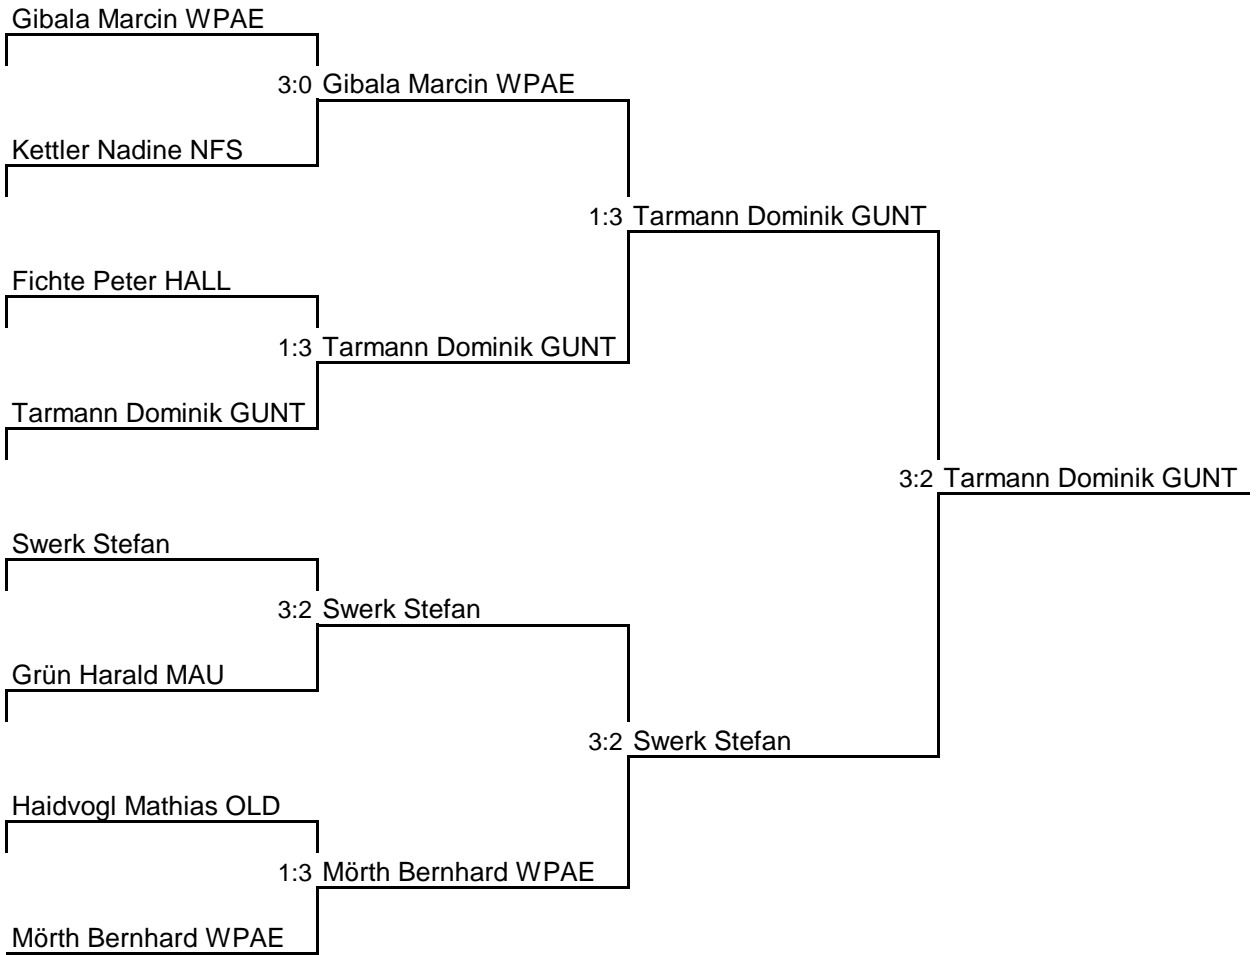 Gibala Marcin WPAE
3:0 Gibala Marcin WPAE
Kettler Nadine NFS
1:3 Tarmann Dominik GUNT
Fichte Peter HALL
1:3 Tarmann Dominik GUNT
Tarmann Dominik GUNT
3:2 Tarmann Dominik GUNT
Swerk Stefan
3:2 Swerk Stefan
Grün Harald MAU
3:2 Swerk Stefan
Haidvogl Mathias OLD
1:3 Mörth Bernhard WPAE
Mörth Bernhard WPAE